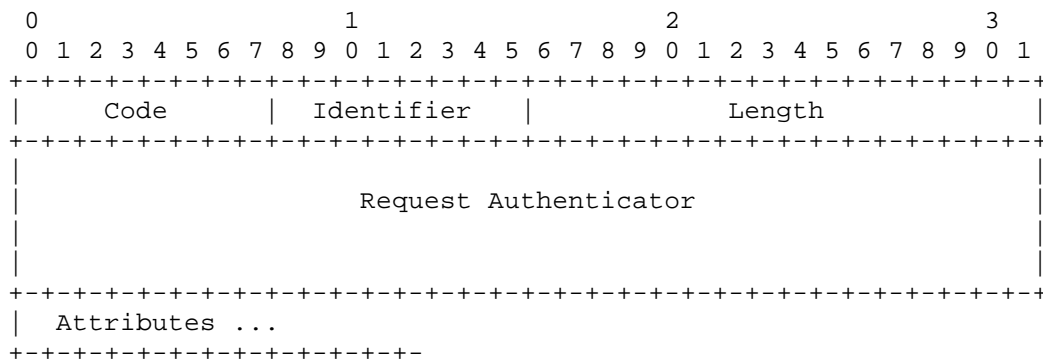 0                   1                   2                   3
 0 1 2 3 4 5 6 7 8 9 0 1 2 3 4 5 6 7 8 9 0 1 2 3 4 5 6 7 8 9 0 1
+-+-+-+-+-+-+-+-+-+-+-+-+-+-+-+-+-+-+-+-+-+-+-+-+-+-+-+-+-+-+-+-+
|     Code      |  Identifier   |            Length             |
+-+-+-+-+-+-+-+-+-+-+-+-+-+-+-+-+-+-+-+-+-+-+-+-+-+-+-+-+-+-+-+-+
|                                                               |
|                     Request Authenticator                     |
|                                                               |
|                                                               |
+-+-+-+-+-+-+-+-+-+-+-+-+-+-+-+-+-+-+-+-+-+-+-+-+-+-+-+-+-+-+-+-+
|  Attributes ...
+-+-+-+-+-+-+-+-+-+-+-+-+-